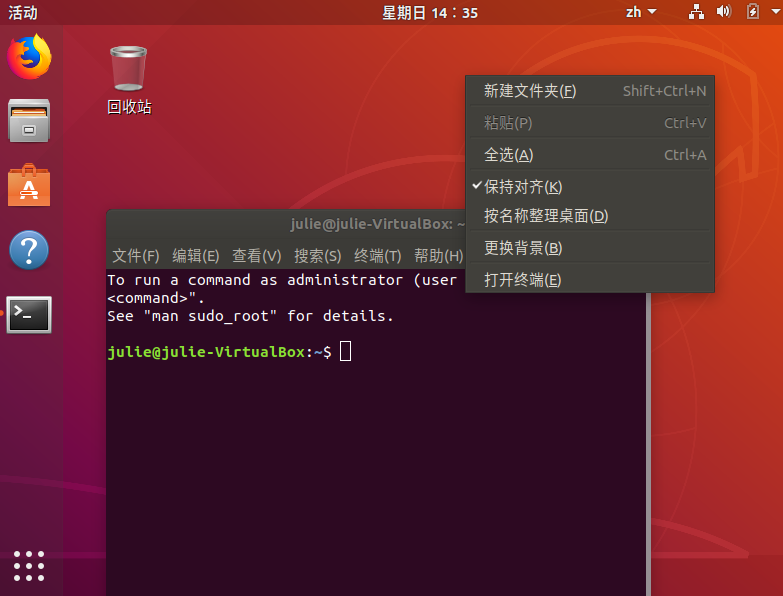 活动
星期日 14：35
zh
回收站
新建文件夹(F) Shift+Ctrl+N
粘贴(P) Ctrl+V
全选(A) Ctrl+A
保持对齐(K)
按名称整理桌面(D)
更换背景(B)
打开终端(E)
julie@julie-VirtualBox: ~
文件(F) 编辑(E) 查看(V) 搜索(S) 终端(T) 帮助(H)
To run a command as administrator (user
<command>".
See "man sudo_root" for details.
julie@julie-VirtualBox:~$